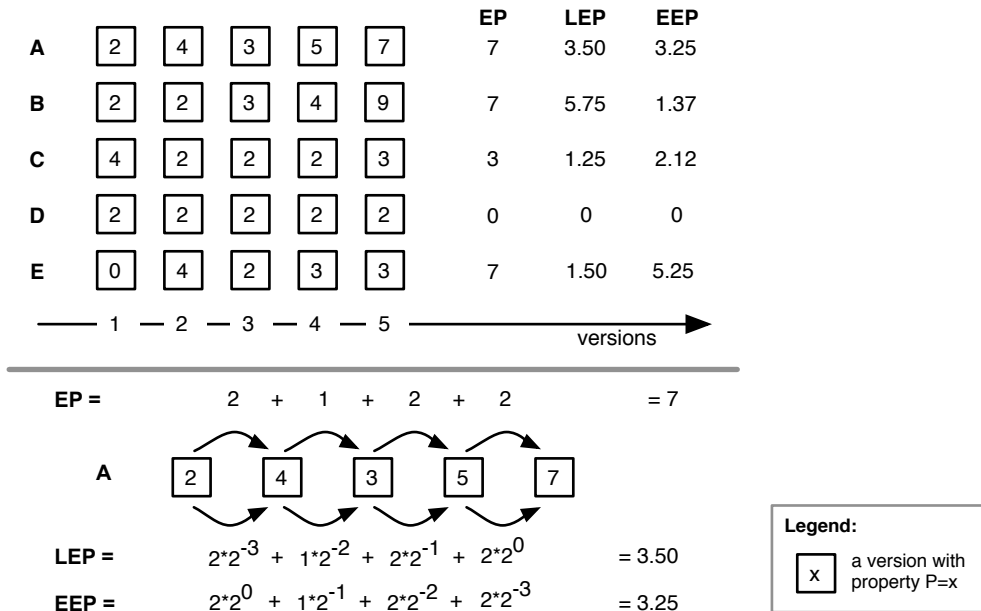 EP LEP EEP
A 2 4 3 5 7 7 3.50 3.25
B 2 2 3 4 9 7 5.75 1.37
C 4 2 2 2 3 3 1.25 2.12
D 2 2 2 2 2 0 0 0
E 0 4 2 3 3 7 1.50 5.25
1 2 3 4 5
versions
EP = 2 + 1 + 2 + 2 = 7
A 2 4 3 5 7
LEP = 2*2^-3 + 1*2^-2 + 2*2^-1 + 2*2^0 = 3.50
EEP = 2*2^0 + 1*2^-1 + 2*2^-2 + 2*2^-3 = 3.25
Legend:
x a version with
property P=x